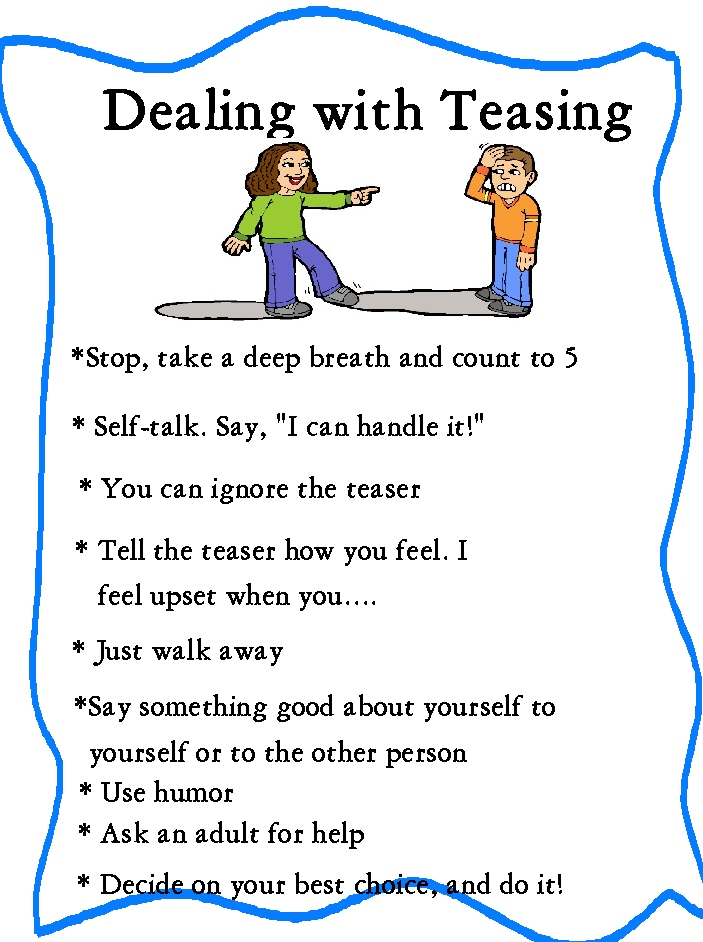 Dealing with Teasing
*Stop, take a deep breath and count to 5
* Self-talk. Say, "I can handle it!"
* You can ignore the teaser
* Tell the teaser how you feel. I
feel upset when you....
* Just walk away
*Say something good about yourself to
yourself or to the other person
* Use humor
* Ask an adult for help
* Decide on your best choice, and do it!